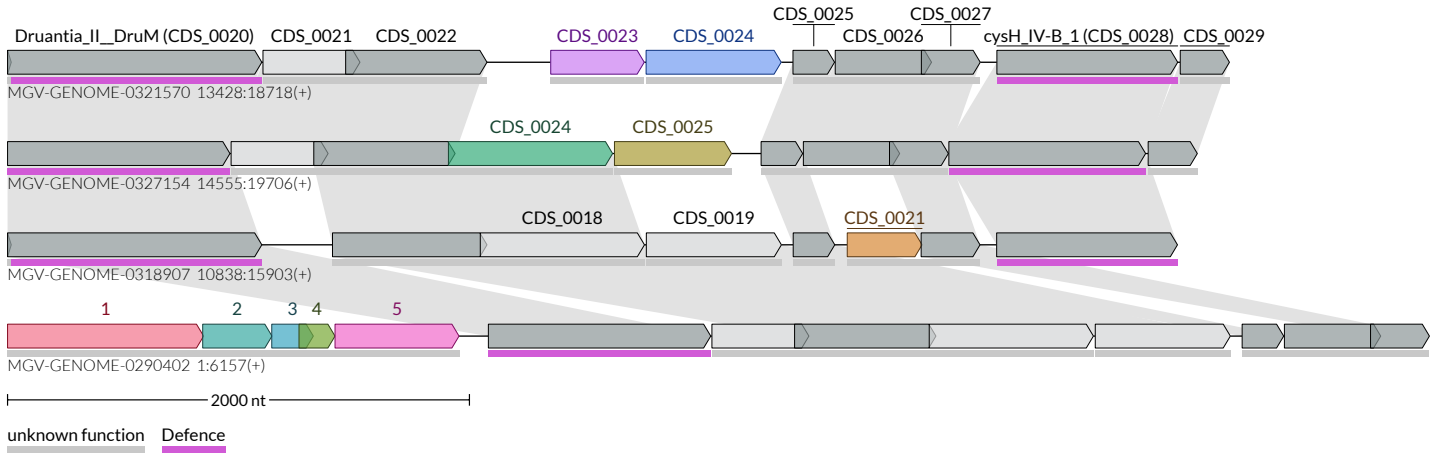 CDS_0025 CDS_0027
Druantia_II__DruM (CDS_0020) CDS_0021 CDS_0022 CDS_0023 CDS_0024 CDS_0026 cysH_IV-B_1 (CDS_0028) CDS_0029
MGV-GENOME-0321570 13428:18718(+)
CDS_0024 CDS_0025
MGV-GENOME-0327154 14555:19706(+)
CDS_0018 CDS_0019 CDS_0021
MGV-GENOME-0318907 10838:15903(+)
1 2 3 4 5
MGV-GENOME-0290402 1:6157(+)
2000 nt
unknown function Defence